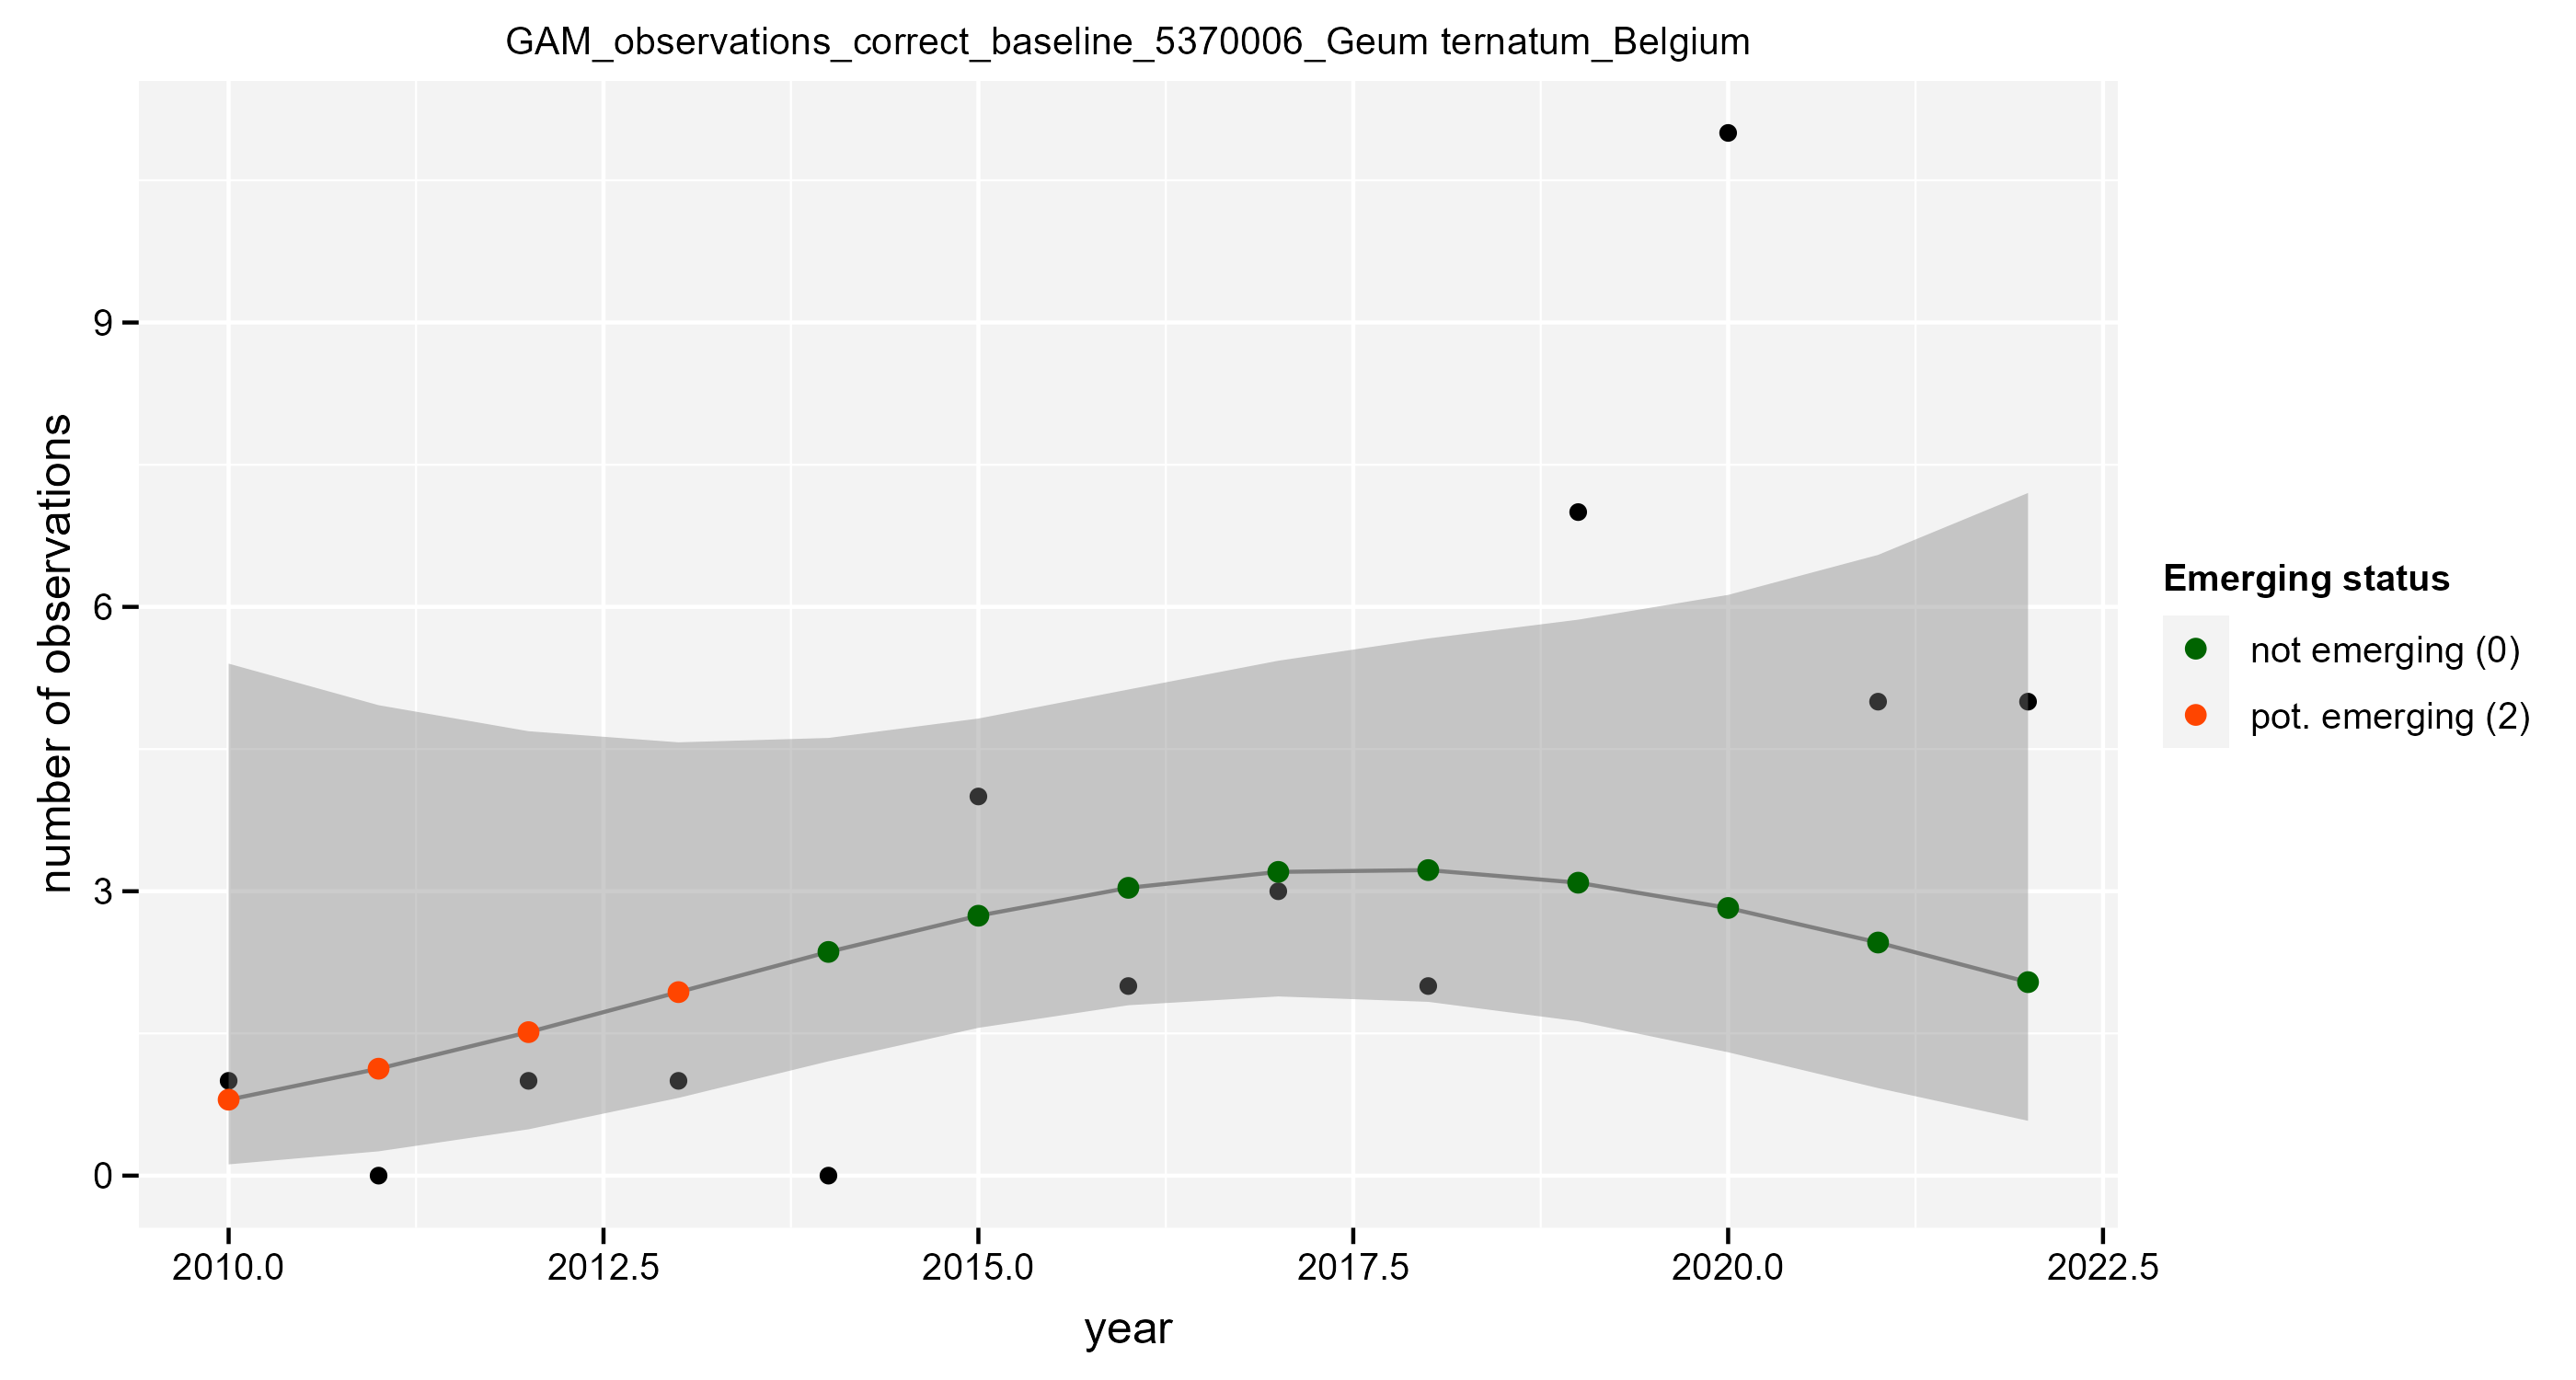 GAM_observations_correct_baseline_5370006_Geum ternatum_Belgium
number of observations
9
6
3
0
2010.0 2012.5 2015.0 2017.5 2020.0 2022.5
year
Emerging status
not emerging (0)
pot. emerging (2)